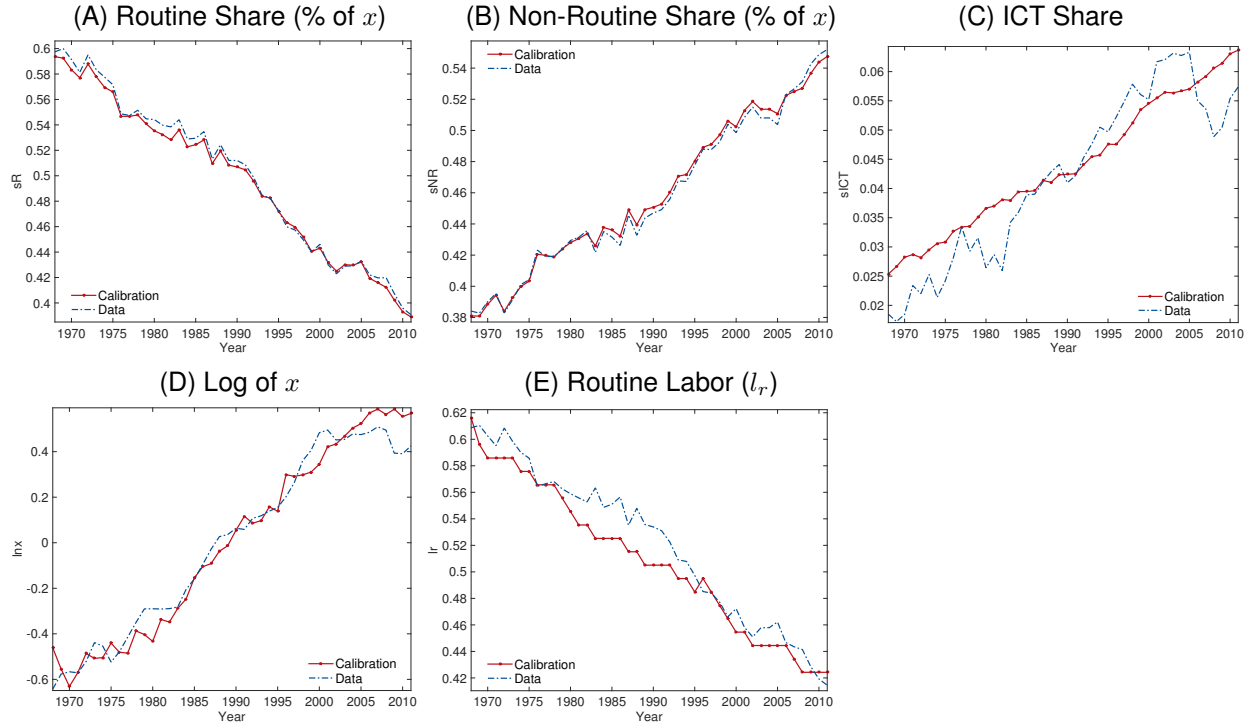 (A) Routine Share (% of x)
0.6
0.58
0.56
0.54
0.52
0.5
0.48
0.46
0.44
0.42
0.4
sR
Calibration
Data
1970 1975 1980 1985 1990 1995 2000 2005 2010
Year
(B) Non-Routine Share (% of x)
0.54
0.52
0.5
0.48
0.46
0.44
0.42
0.4
0.38
sNR
Calibration
Data
1970 1975 1980 1985 1990 1995 2000 2005 2010
Year
(C) ICT Share
0.06
0.055
0.05
0.045
0.04
0.035
0.03
0.025
0.02
sICT
Calibration
Data
1970 1975 1980 1985 1990 1995 2000 2005 2010
Year
(D) Log of x
0.4
0.2
0
-0.2
-0.4
-0.6
lnx
Calibration
Data
1970 1975 1980 1985 1990 1995 2000 2005 2010
Year
(E) Routine Labor (lr)
0.62
0.6
0.58
0.56
0.54
0.52
0.5
0.48
0.46
0.44
0.42
lr
Calibration
Data
1970 1975 1980 1985 1990 1995 2000 2005 2010
Year